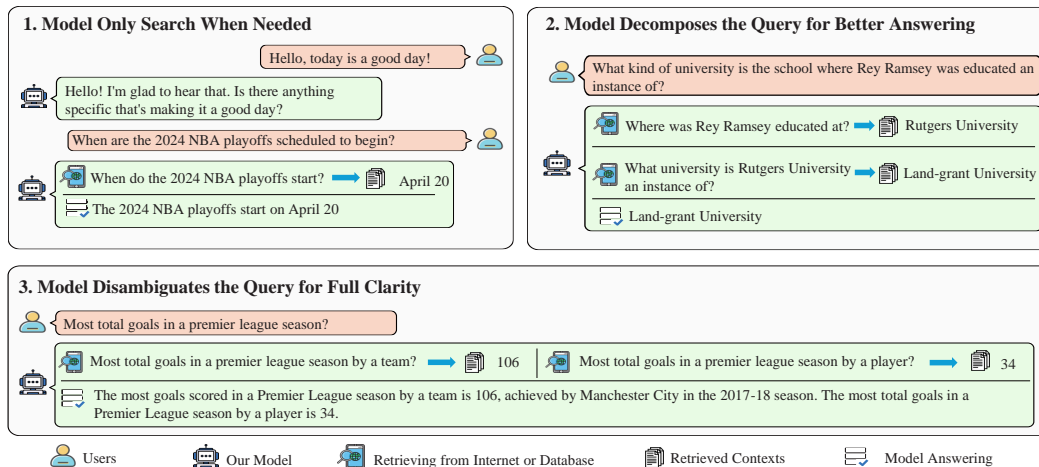 1. Model Only Search When Needed
Hello, today is a good day!
Hello! I'm glad to hear that. Is there anything
specific that's making it a good day?
When are the 2024 NBA playoffs scheduled to begin?
When do the 2024 NBA playoffs start?
April 20
The 2024 NBA playoffs start on April 20
2. Model Decomposes the Query for Better Answering
What kind of university is the school where Rey Ramsey was educated an
instance of?
Where was Rey Ramsey educated at?
Rutgers University
What university is Rutgers University
an instance of?
Land-grant University
Land-grant University
3. Model Disambiguates the Query for Full Clarity
Most total goals in a premier league season?
Most total goals in a premier league season by a team?
106
Most total goals in a premier league season by a player?
34
The most goals scored in a Premier League season by a team is 106, achieved by Manchester City in the 2017-18 season. The most total goals in a
Premier League season by a player is 34.
Users
Our Model
Retrieving from Internet or Database
Retrieved Contexts
Model Answering